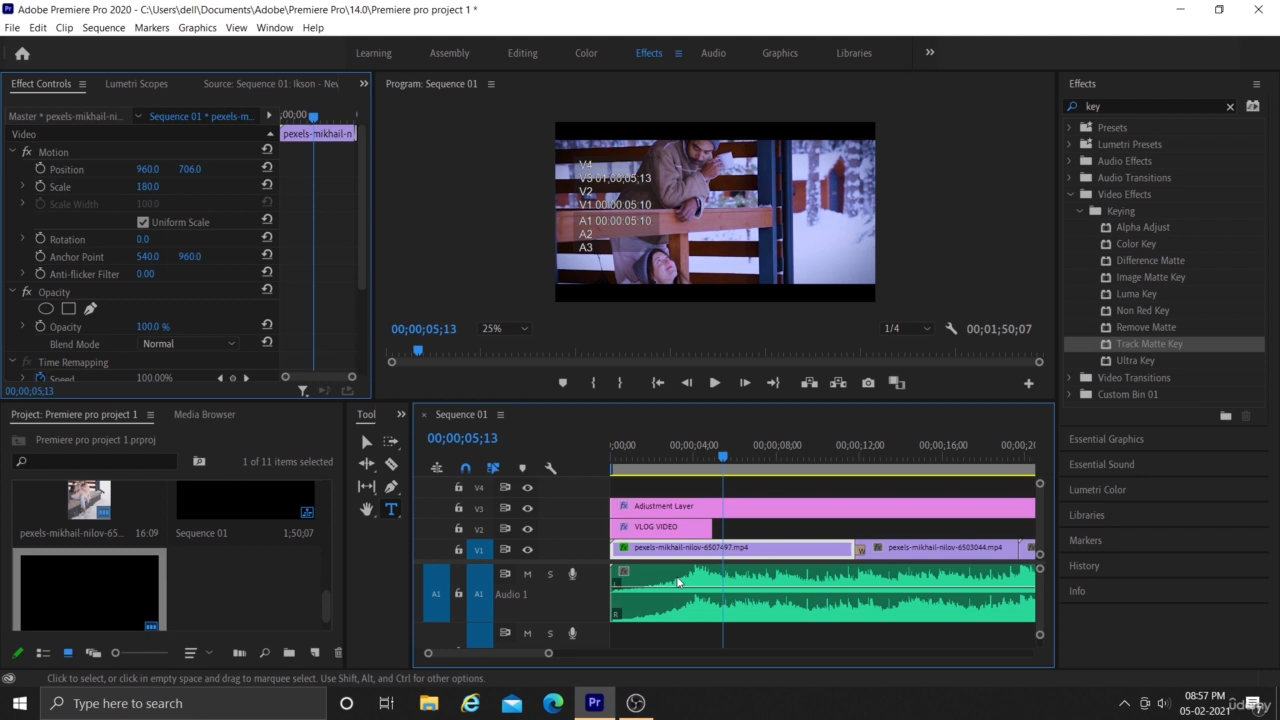 Adobe Premiere Pro 2020 - C:\Users\dell\Documents\Adobe\Premiere Pro\14.0\Premiere pro project 1 *
File Edit Clip Sequence Markers Graphics View Window Help
Learning Assembly Editing Color Effects Audio Graphics Libraries
Effect Controls Lumetri Scopes Source: Sequence 01: Ikson - Nev
Master * pexels-mikhail-ni... Sequence 01 * pexels-m... ;00;00
Video pexels-mikhail-n
fx Motion
Position 960.0 706.0
Scale 180.0
Scale Width 100.0
Uniform Scale
Rotation 0.0
Anchor Point 540.0 960.0
Anti-flicker Filter 0.00
fx Opacity
Opacity 100.0 %
Blend Mode Normal
fx Time Remapping
Speed 100.00%
00;00;05;13
Program: Sequence 01
V4
V3 01;00;05;13
V2
V1 00:00:05:10
A1 00:00:05:10
A2
A3
00;00;05;13 25% 1/4 00;01;50;07
Effects
key
Presets
Lumetri Presets
Audio Effects
Audio Transitions
Video Effects
Keying
Alpha Adjust
Color Key
Difference Matte
Image Matte Key
Luma Key
Non Red Key
Remove Matte
Track Matte Key
Ultra Key
Video Transitions
Custom Bin 01
Essential Graphics
Essential Sound
Lumetri Color
Libraries
Markers
History
Info
Project: Premiere pro project 1 Media Browser
Premiere pro project 1.prproj
1 of 11 items selected
pexels-mikhail-nilov-65... 16:09 Sequence 01 1;50;07
Tool
Sequence 01
00;00;05;13
;00;00 00;00;04;00 00;00;08;00 00;00;12;00 00;00;16;00 00;00;20
V4
V3 fx Adjustment Layer
V2 fx VLOG VIDEO
V1 fx pexels-mikhail-nilov-6507497.mp4 fx pexels-mikhail-nilov-6503044.mp4
A1 A1 M S
Audio 1
L
R
M S
Click to select, or click in empty space and drag to marquee select. Use Shift, Alt, and Ctrl for other options.
Type here to search
Pr
08:57 PM
05-02-2021
Udemy